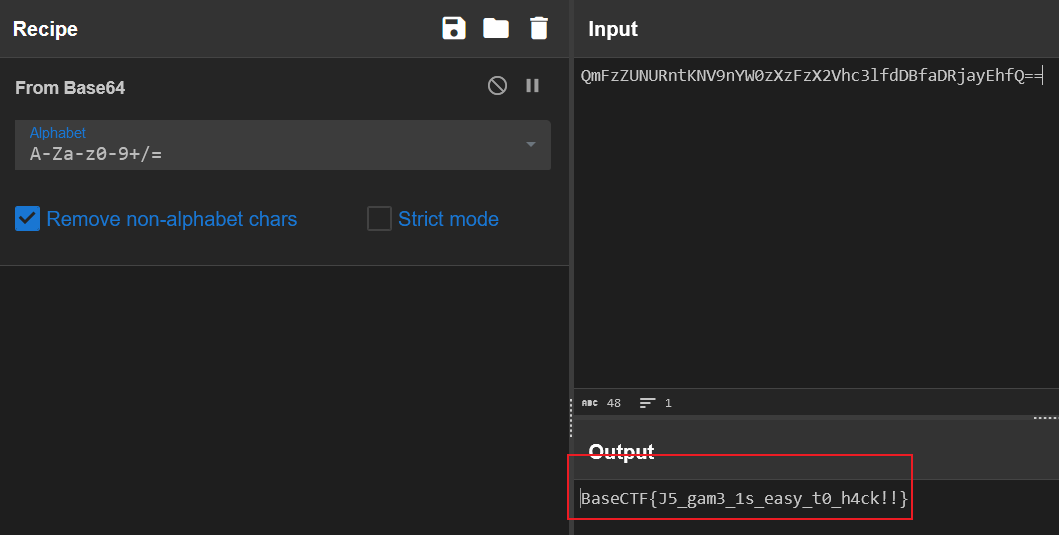 Recipe
From Base64
Alphabet
A-Za-z0-9+/=
Remove non-alphabet chars
Strict mode
Input
QmFzZUNURntKNV9nYW0zXzFzX2Vhc3lfdDBfaDRjayEhfQ==
ABC 48 1
Output
BaseCTF{J5_gam3_1s_easy_t0_h4ck!!}